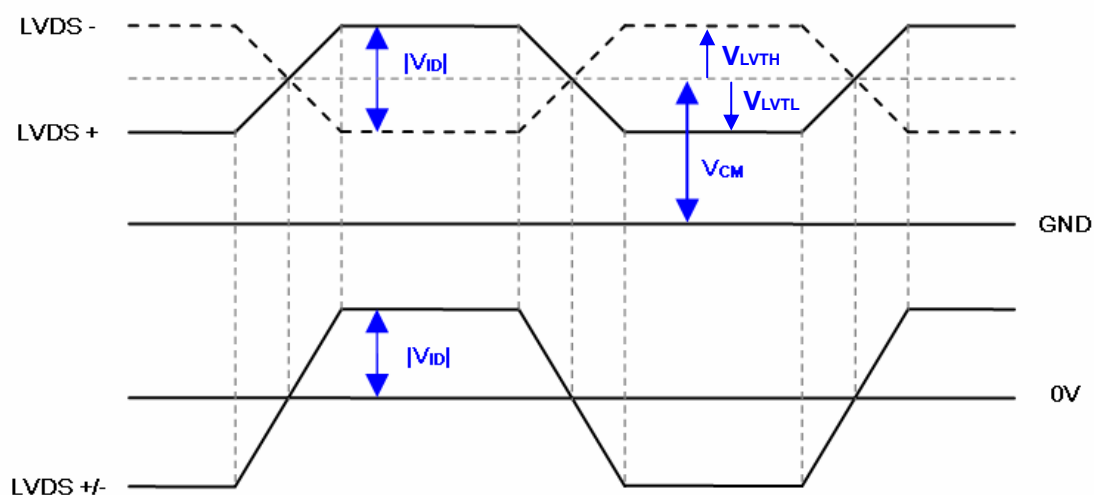 LVDS -
|VID|
VLVTH
VLVTL
LVDS +
VCM
GND
|VID|
0V
LVDS +/-